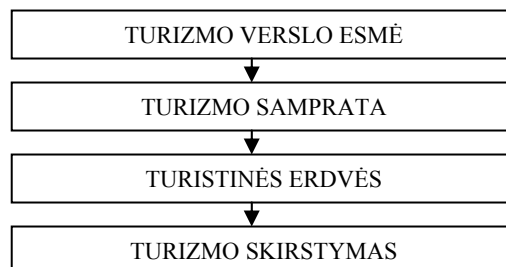 TURIZMO VERSLO ESMĖ
TURIZMO SAMPRATA
TURISTINĖS ERDVĖS
TURIZMO SKIRSTYMAS